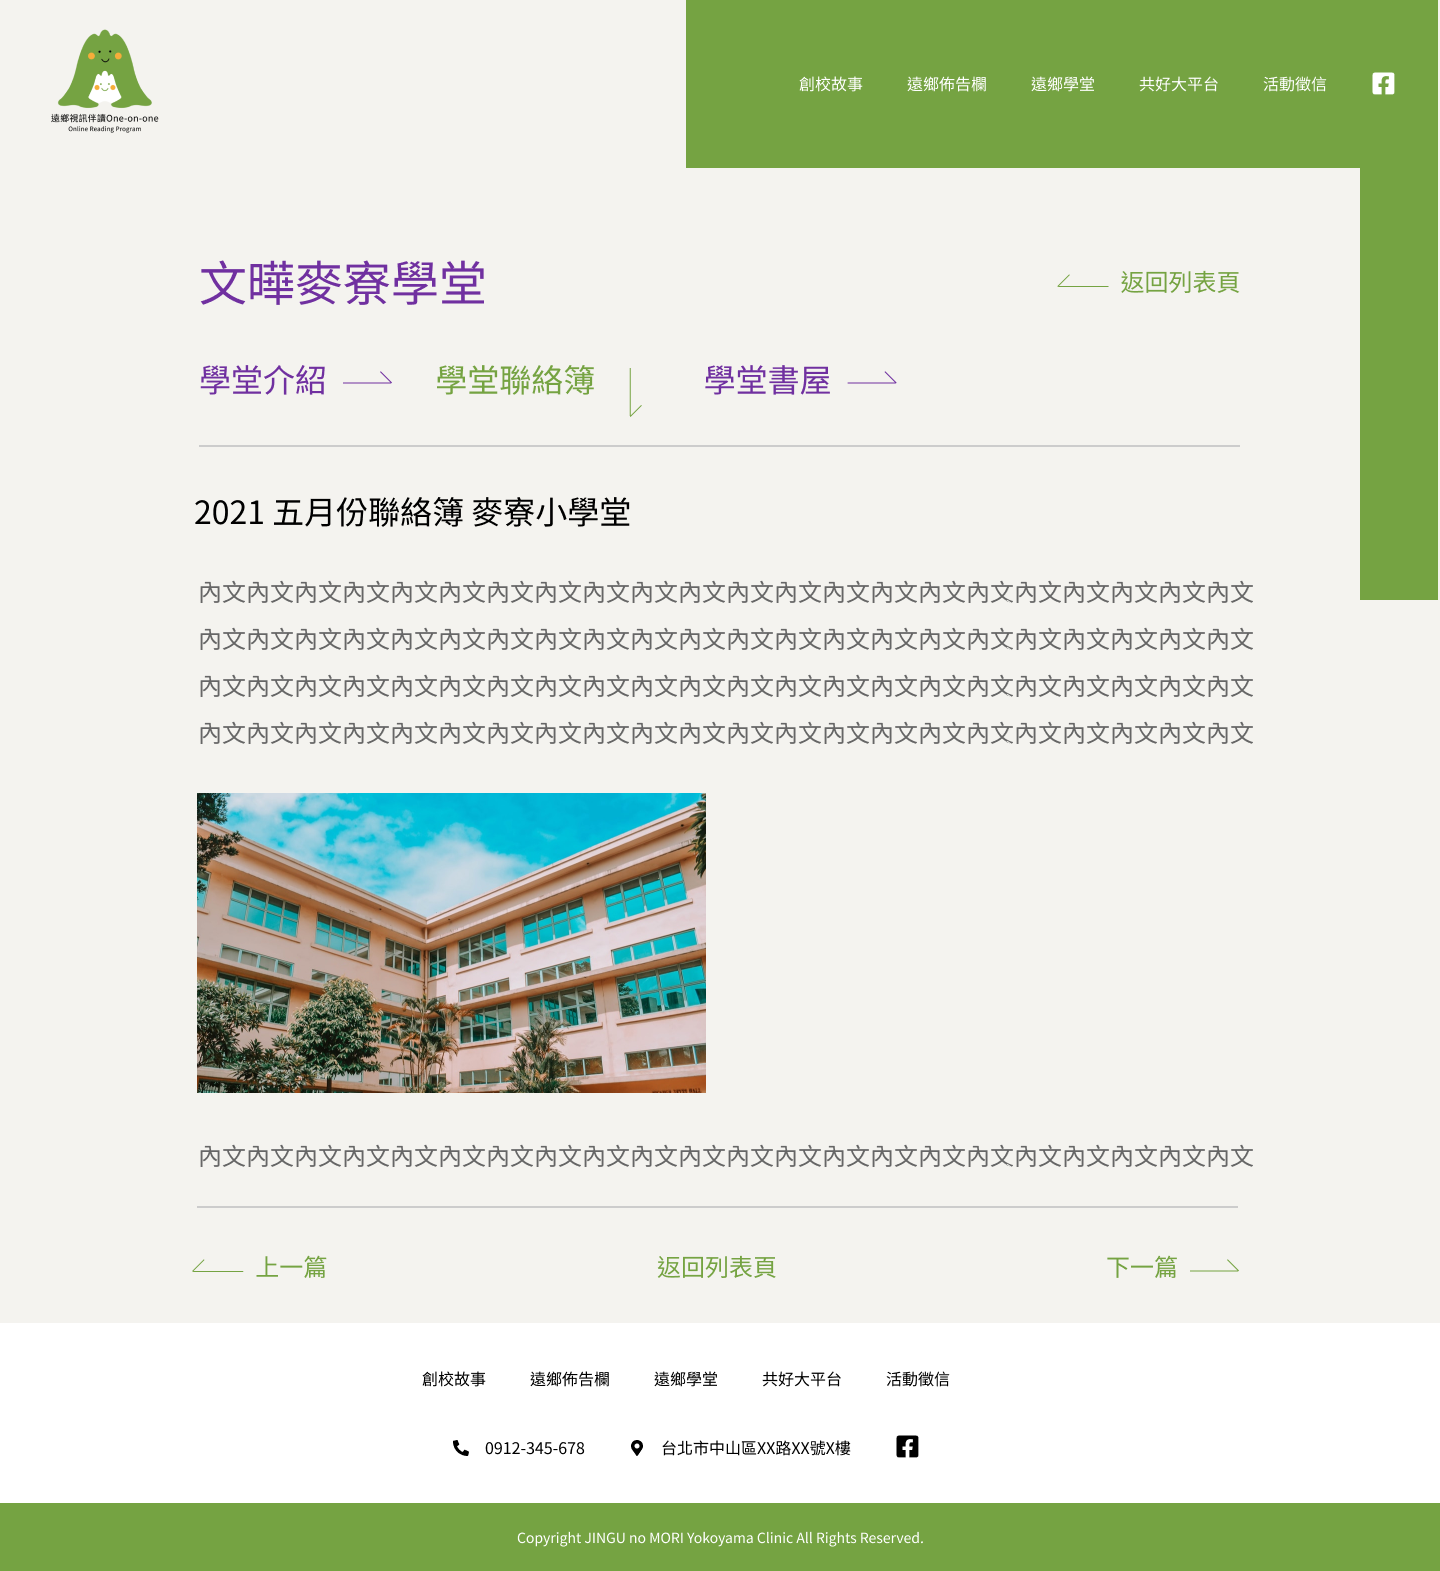 遠鄉視訊伴讀One-on-one
Online Reading Program
創校故事 遠鄉佈告欄 遠鄉學堂 共好大平台 活動徵信
文曄麥寮學堂
返回列表頁
學堂介紹 學堂聯絡簿 學堂書屋
2021 五月份聯絡簿 麥寮小學堂
內文內文內文內文內文內文內文內文內文內文內文內文內文內文內文內文內文內文內文內文內文內文
內文內文內文內文內文內文內文內文內文內文內文內文內文內文內文內文內文內文內文內文內文內文
內文內文內文內文內文內文內文內文內文內文內文內文內文內文內文內文內文內文內文內文內文內文
內文內文內文內文內文內文內文內文內文內文內文內文內文內文內文內文內文內文內文內文內文內文
內文內文內文內文內文內文內文內文內文內文內文內文內文內文內文內文內文內文內文內文內文內文
上一篇 返回列表頁 下一篇
創校故事 遠鄉佈告欄 遠鄉學堂 共好大平台 活動徵信
0912-345-678 台北市中山區XX路XX號X樓
Copyright JINGU no MORI Yokoyama Clinic All Rights Reserved.